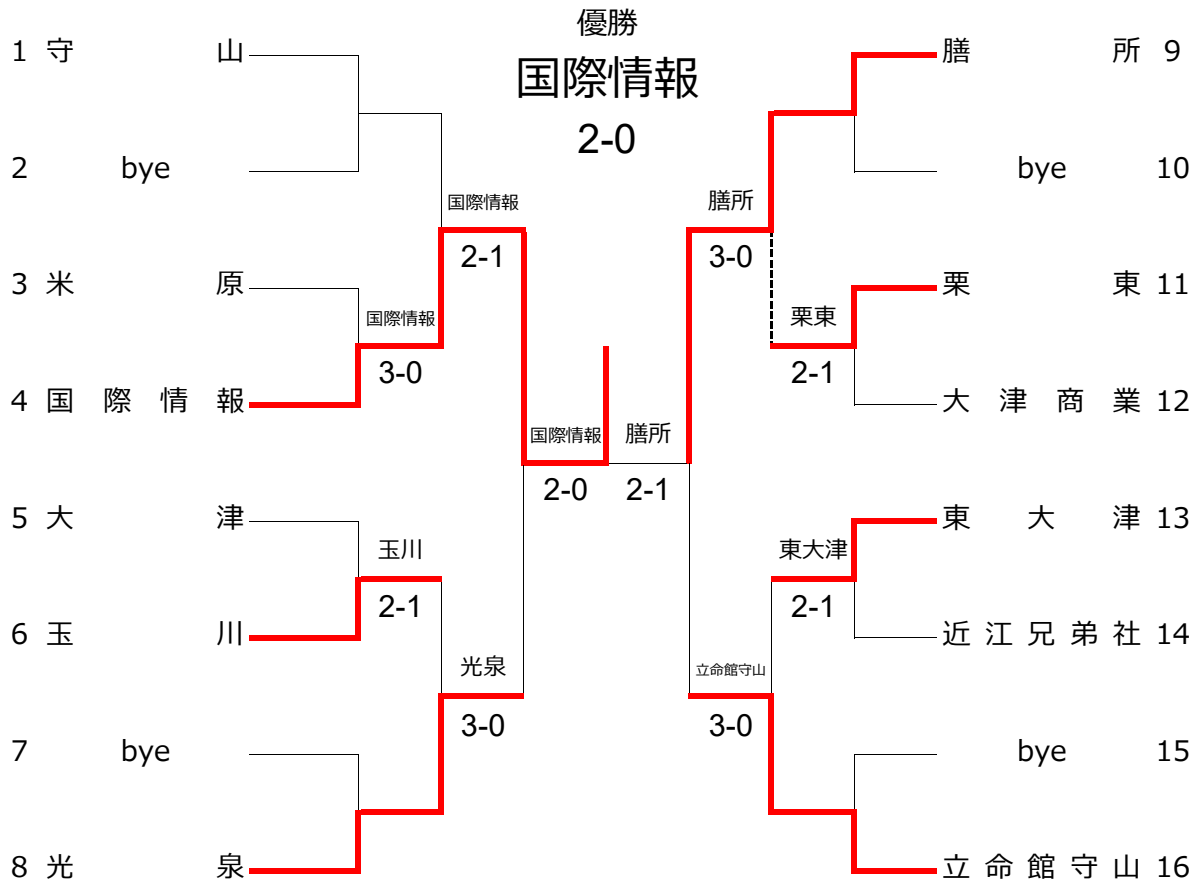 優勝
国際情報
2-0
1 守山
膳所 9
2 bye
bye 10
国際情報
2-1
膳所
3-0
3 米原
栗東 11
国際情報
3-0
栗東
2-1
4 国際情報
大津商業 12
国際情報
2-0
膳所
2-1
5 大津
東大津 13
玉川
2-1
東大津
2-1
6 玉川
近江兄弟社 14
光泉
3-0
立命館守山
3-0
7 bye
bye 15
8 光泉
立命館守山 16